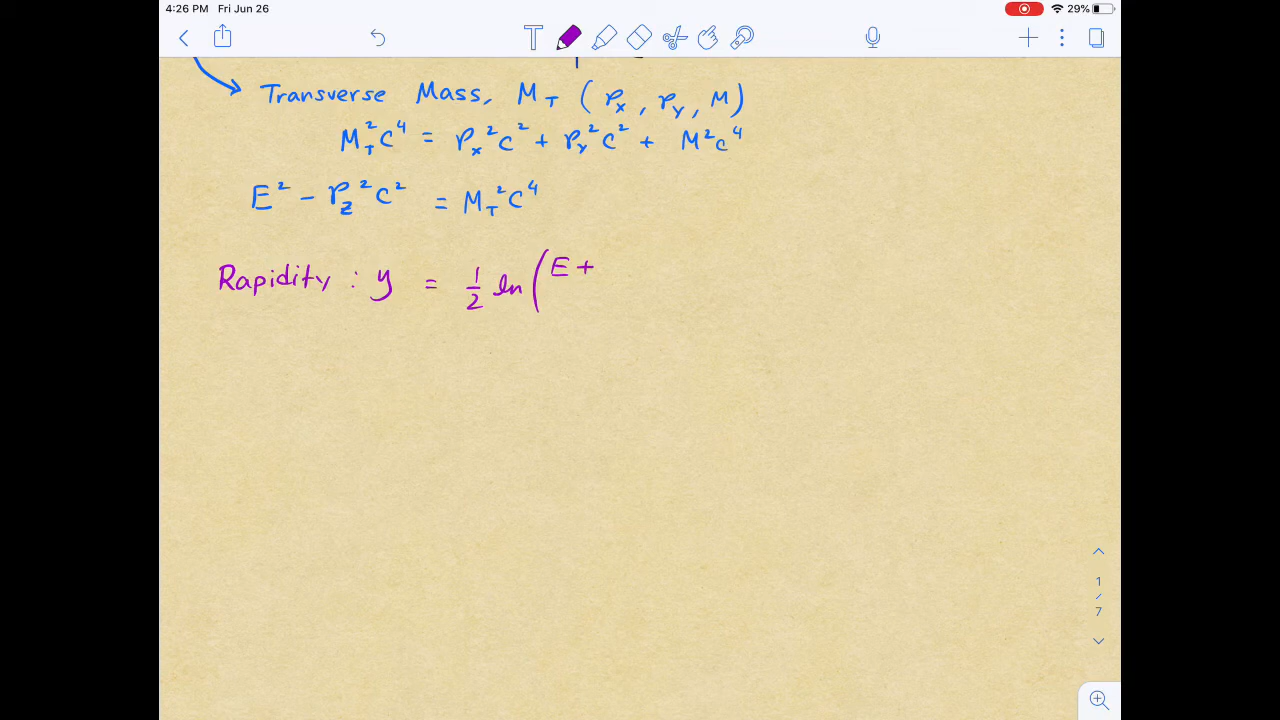 4:26 PM Fri Jun 26 29%
Transverse Mass, M_T (p_x, p_y, M)
M_T²c⁴ = p_x²c² + p_y²c² + M²c⁴
E² - p_z²c² = M_T²c⁴
Rapidity : y = 1/2 ln(E +
1
/
7